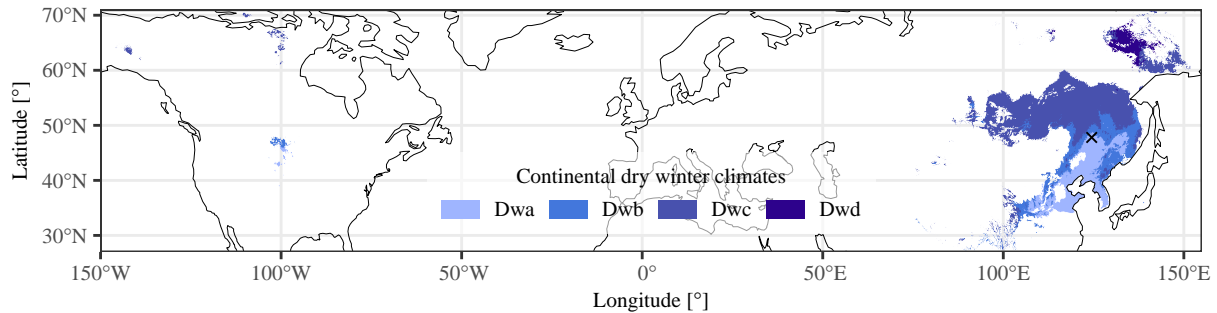 70°N
60°N
50°N
40°N
30°N
Latitude [°]
Continental dry winter climates
Dwa Dwb Dwc Dwd
150°W 100°W 50°W 0° 50°E 100°E 150°E
Longitude [°]